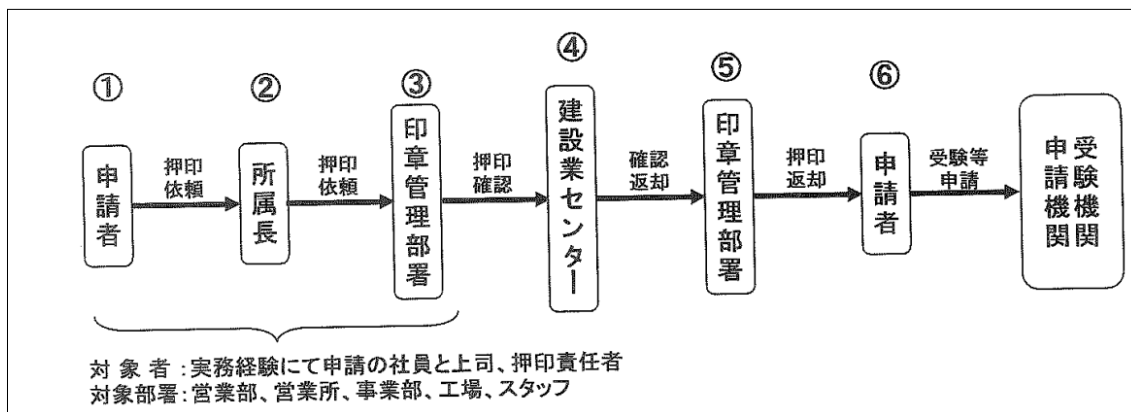 ①
申請者
押印
依頼
②
所属長
押印
依頼
③
印章管理部署
押印
確認
④
建設業センター
確認
返却
⑤
印章管理部署
押印
返却
⑥
申請者
受験等
申請
受験機関
申請機関
対象者:実務経験にて申請の社員と上司、押印責任者
対象部署:営業部、営業所、事業部、工場、スタッフ